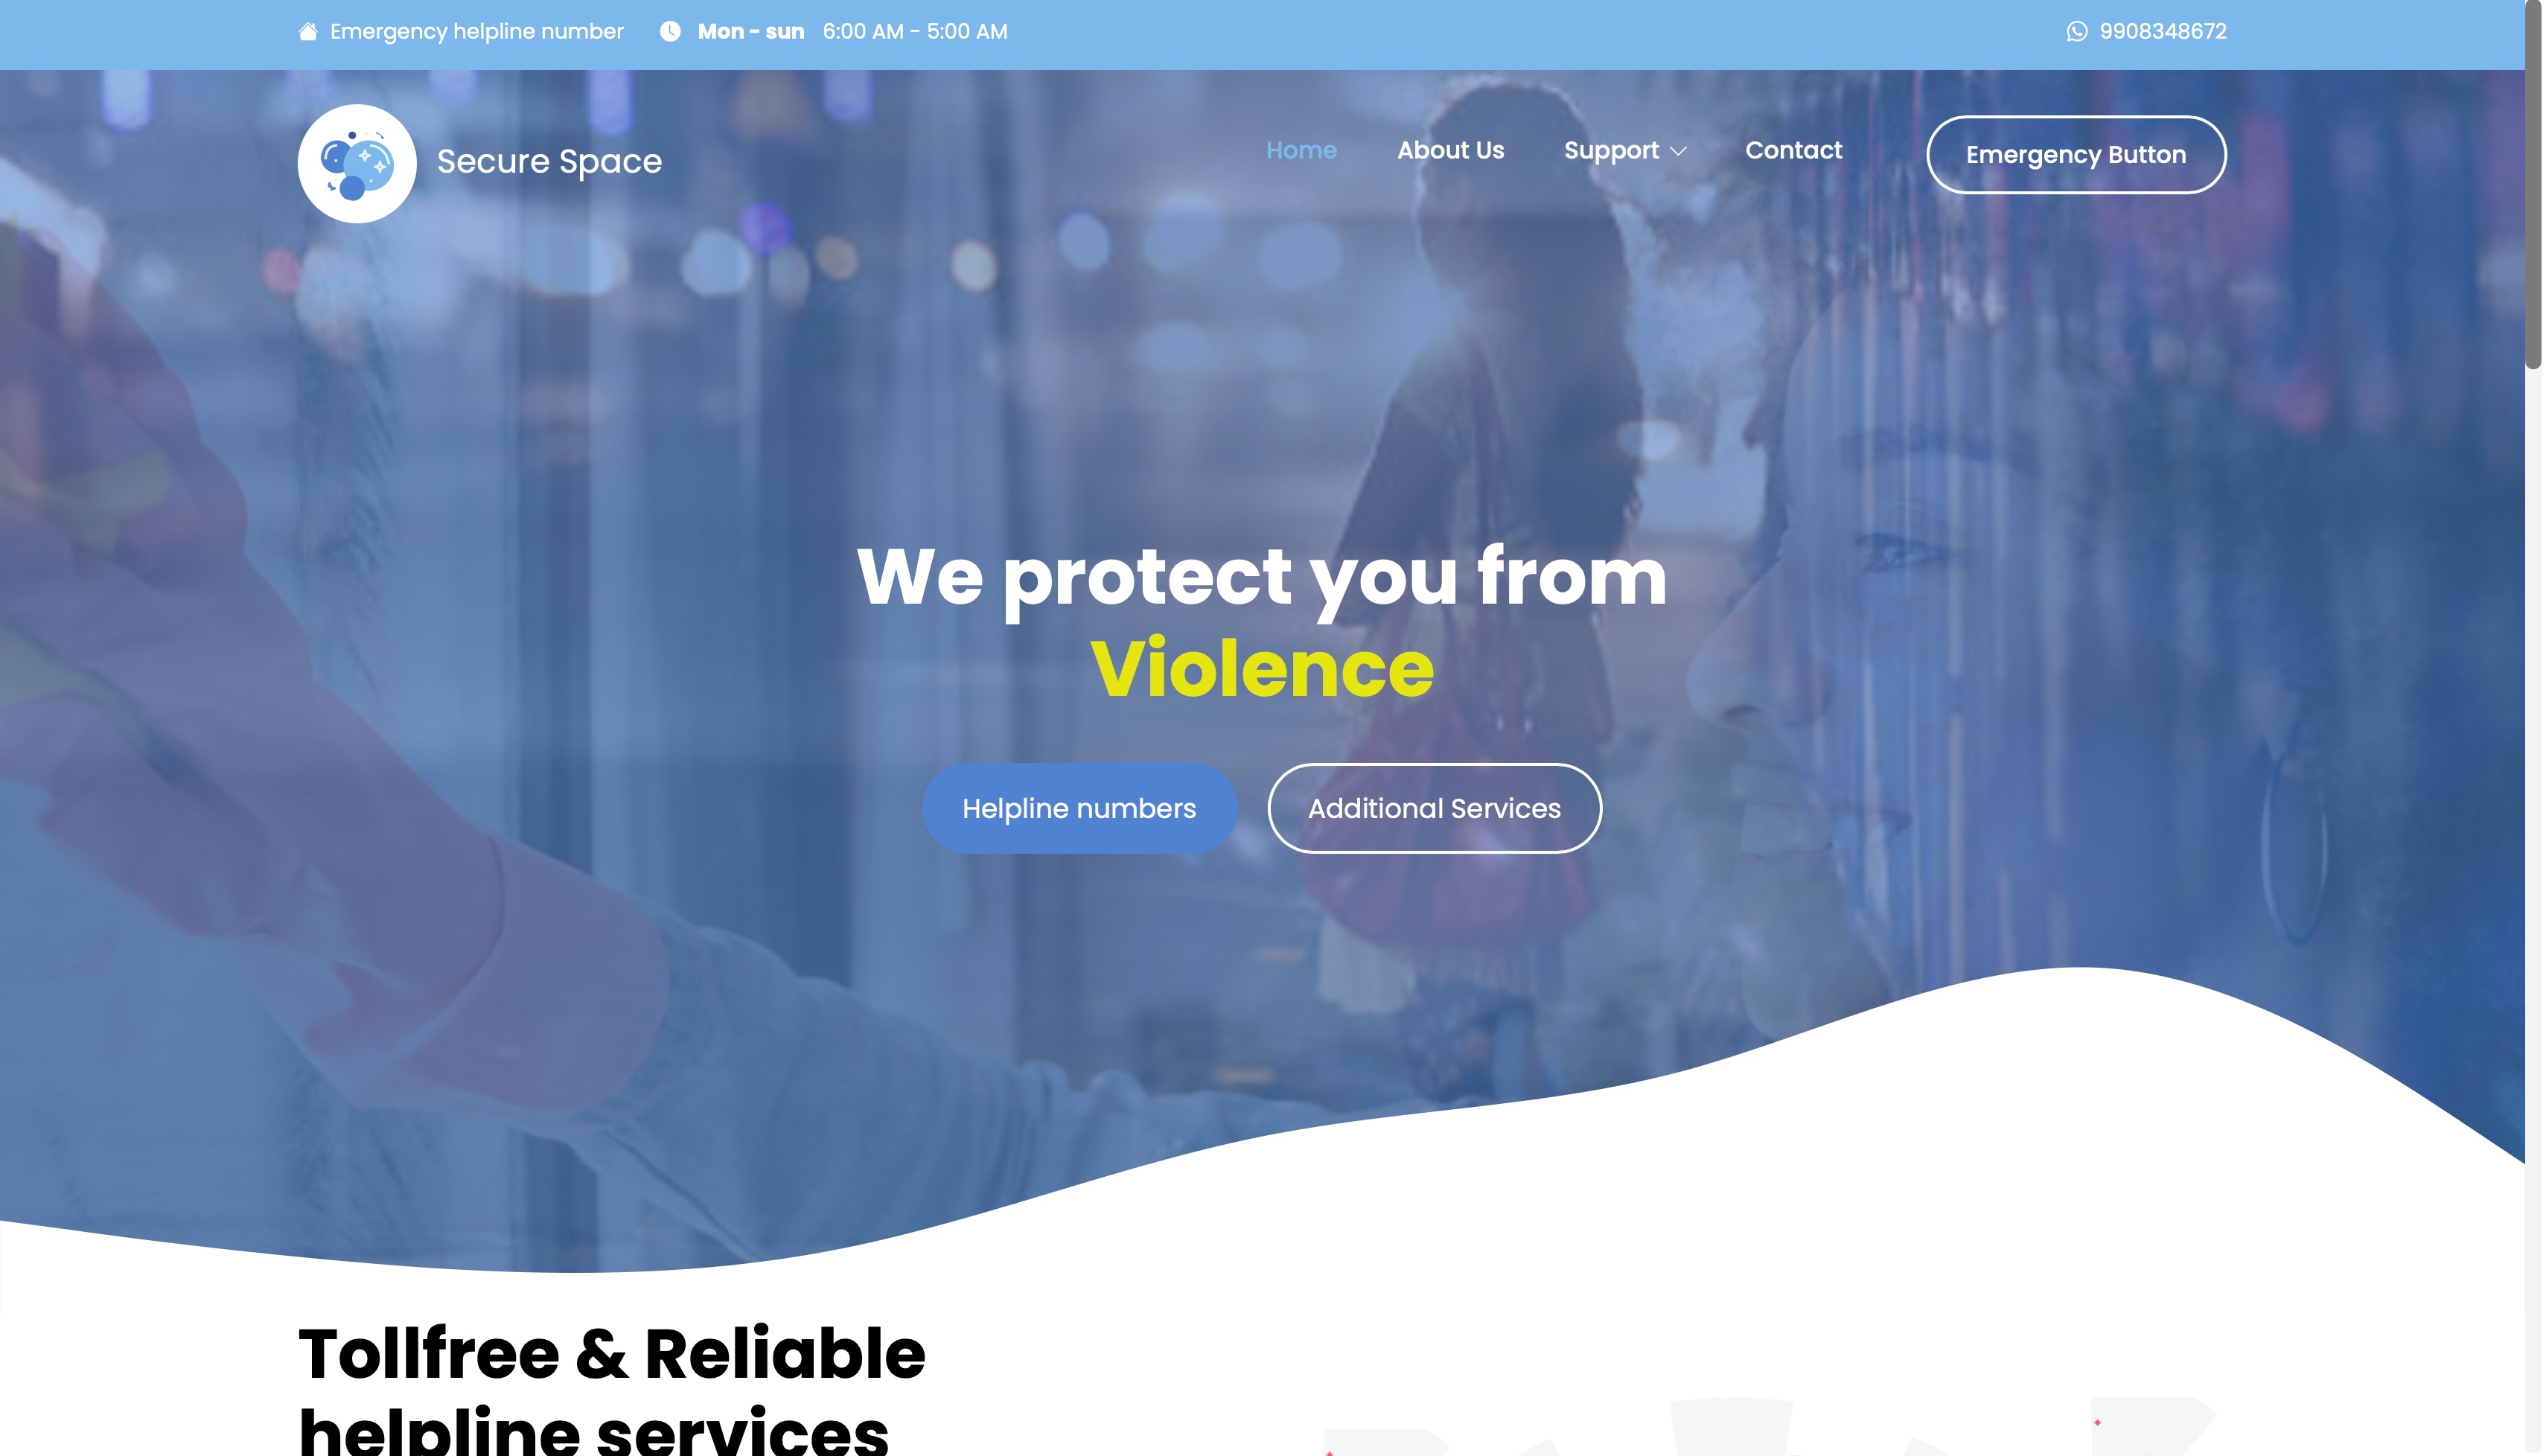 Emergency helpline number Mon - sun 6:00 AM - 5:00 AM 9908348672
Secure Space Home About Us Support Contact Emergency Button
We protect you from
Violence
Helpline numbers Additional Services
Tollfree & Reliable
helpline services